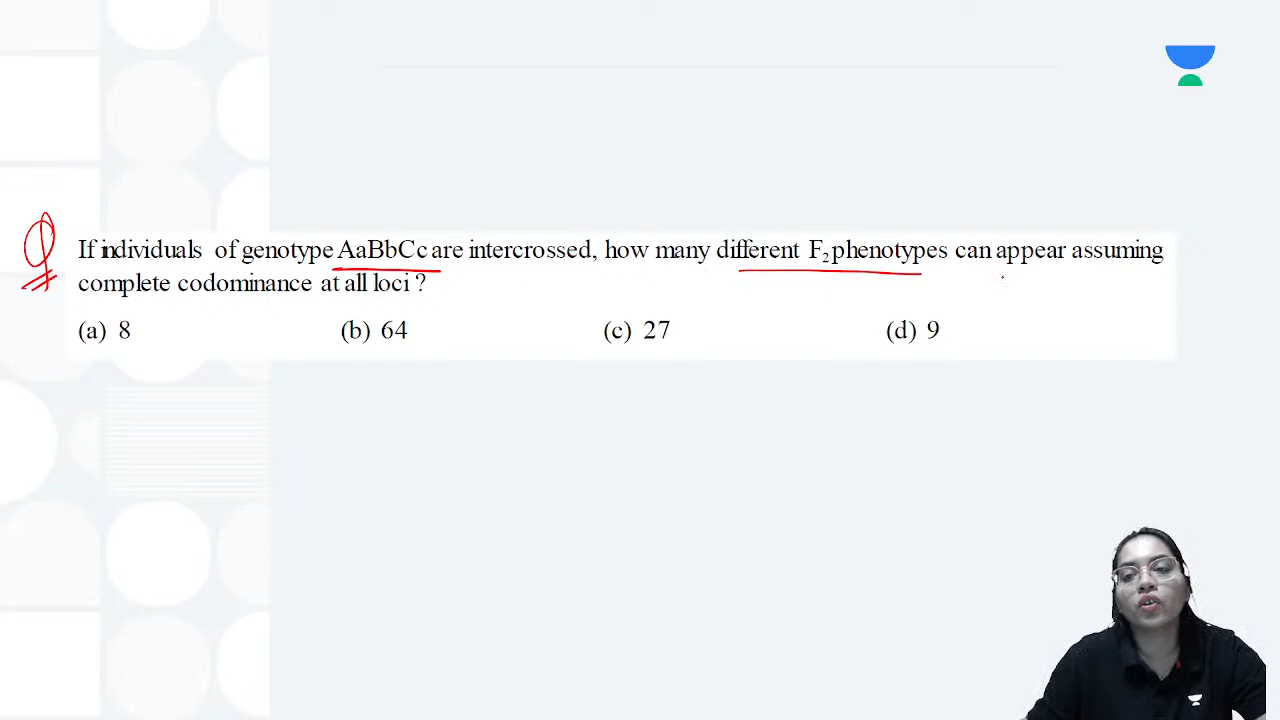 Q
If individuals of genotype AaBbCc are intercrossed, how many different F₂ phenotypes can appear assuming
complete codominance at all loci ?
(a) 8 (b) 64 (c) 27 (d) 9